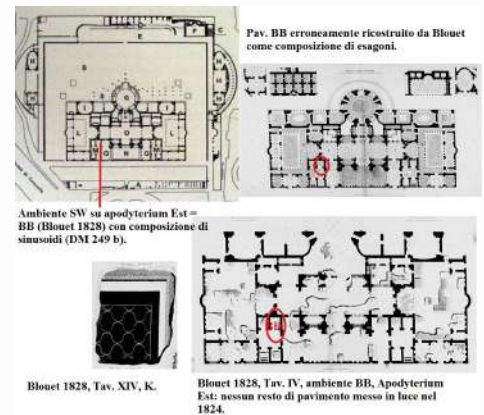 Pav. BB erroneamente ricostruito da Blouet
come composizione di esagoni.
Ambiente SW su apodyterium Est =
BB (Blouet 1828) con composizione di
sinusoidi (DM 249 b).
Blouet 1828, Tav. XIV, K.
Blouet 1828, Tav. IV, ambiente BB, Apodyterium
Est: nessun resto di pavimento messo in luce nel
1824.